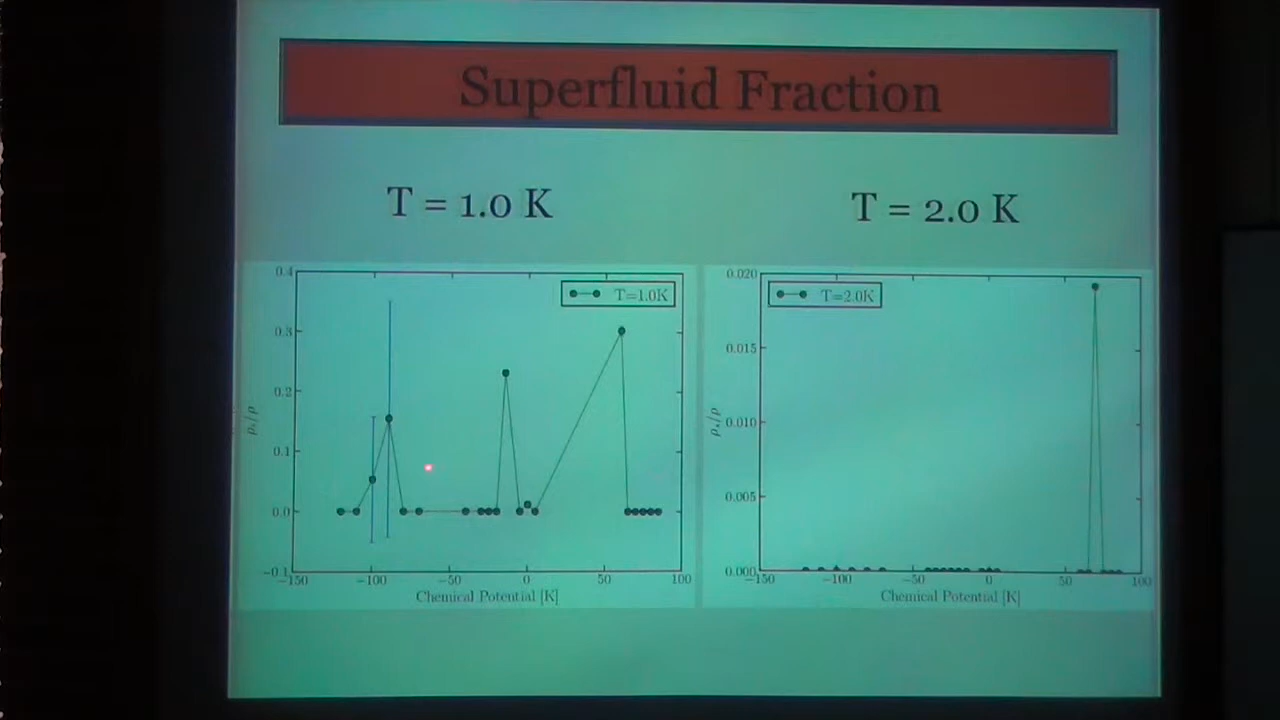 Superfluid Fraction
T = 1.0 K
T = 2.0 K
0.4
0.3
0.2
0.1
0.0
−0.1
ρs/ρ
T=1.0K
−150 −100 −50 0 50 100
Chemical Potential [K]
0.020
0.015
0.010
0.005
0.000
ρs/ρ
T=2.0K
−150 −100 −50 0 50 100
Chemical Potential [K]